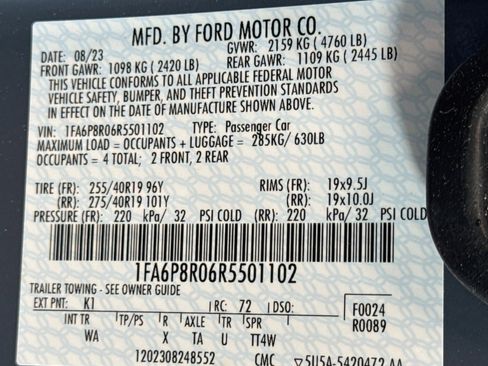 MFD. BY FORD MOTOR CO.
DATE: 08/23 GVWR: 2159 KG (4760 LB)
FRONT GAWR: 1098 KG (2420 LB) REAR GAWR: 1109 KG (2445 LB)
THIS VEHICLE CONFORMS TO ALL APPLICABLE FEDERAL MOTOR
VEHICLE SAFETY, BUMPER, AND THEFT PREVENTION STANDARDS
IN EFFECT ON THE DATE OF MANUFACTURE SHOWN ABOVE.
VIN: 1FA6P8R06R5501102 TYPE: Passenger Car
MAXIMUM LOAD = OCCUPANTS + LUGGAGE = 285KG/ 630LB
OCCUPANTS = 4 TOTAL; 2 FRONT, 2 REAR
TIRE (FR): 255/40R19 96Y RIMS (FR): 19x9.5J
(RR): 275/40R19 101Y (RR): 19x10.0J
PRESSURE (FR): 220 kPa/ 32 PSI COLD (RR): 220 kPa/ 32 PSI COLD
1FA6P8R06R5501102
TRAILER TOWING - SEE OWNER GUIDE
EXT PNT: K1 RC: 72 DSO: F0024
INT TR TP/PS R AXLE TR SPR R0089
WA X TA U TT4W
1202308248552 CMC ▽5U5A-5420472 AA